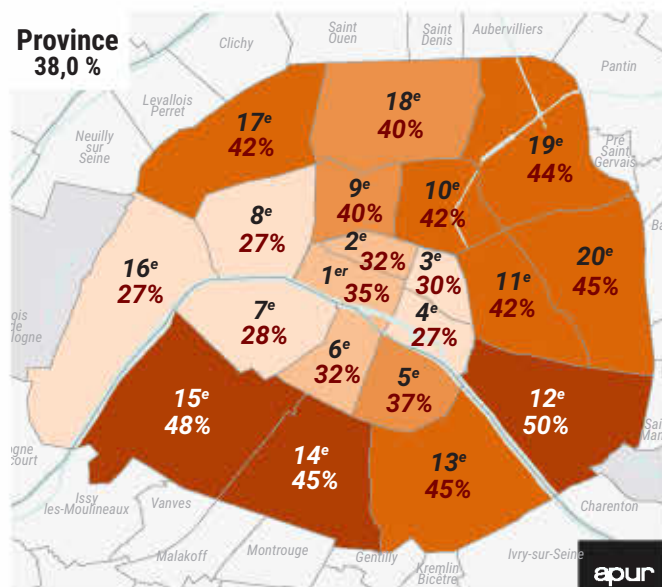 Province
38,0 %
Clichy
Saint
Ouen
Saint
Denis
Aubervilliers
Pantin
Levallois
Perret
Neuilly
sur
Seine
Pré
Saint
Gervais
17e
42%
18e
40%
19e
44%
8e
27%
9e
40%
10e
42%
2e
32%
3e
30%
16e
27%
1er
35%
11e
42%
20e
45%
7e
28%
4e
27%
6e
32%
5e
37%
15e
48%
14e
45%
13e
45%
12e
50%
Issy
les-Moulineaux
Vanves
Malakoff
Montrouge
Gentilly
Kremlin
Bicêtre
Ivry-sur-Seine
Charenton
apur